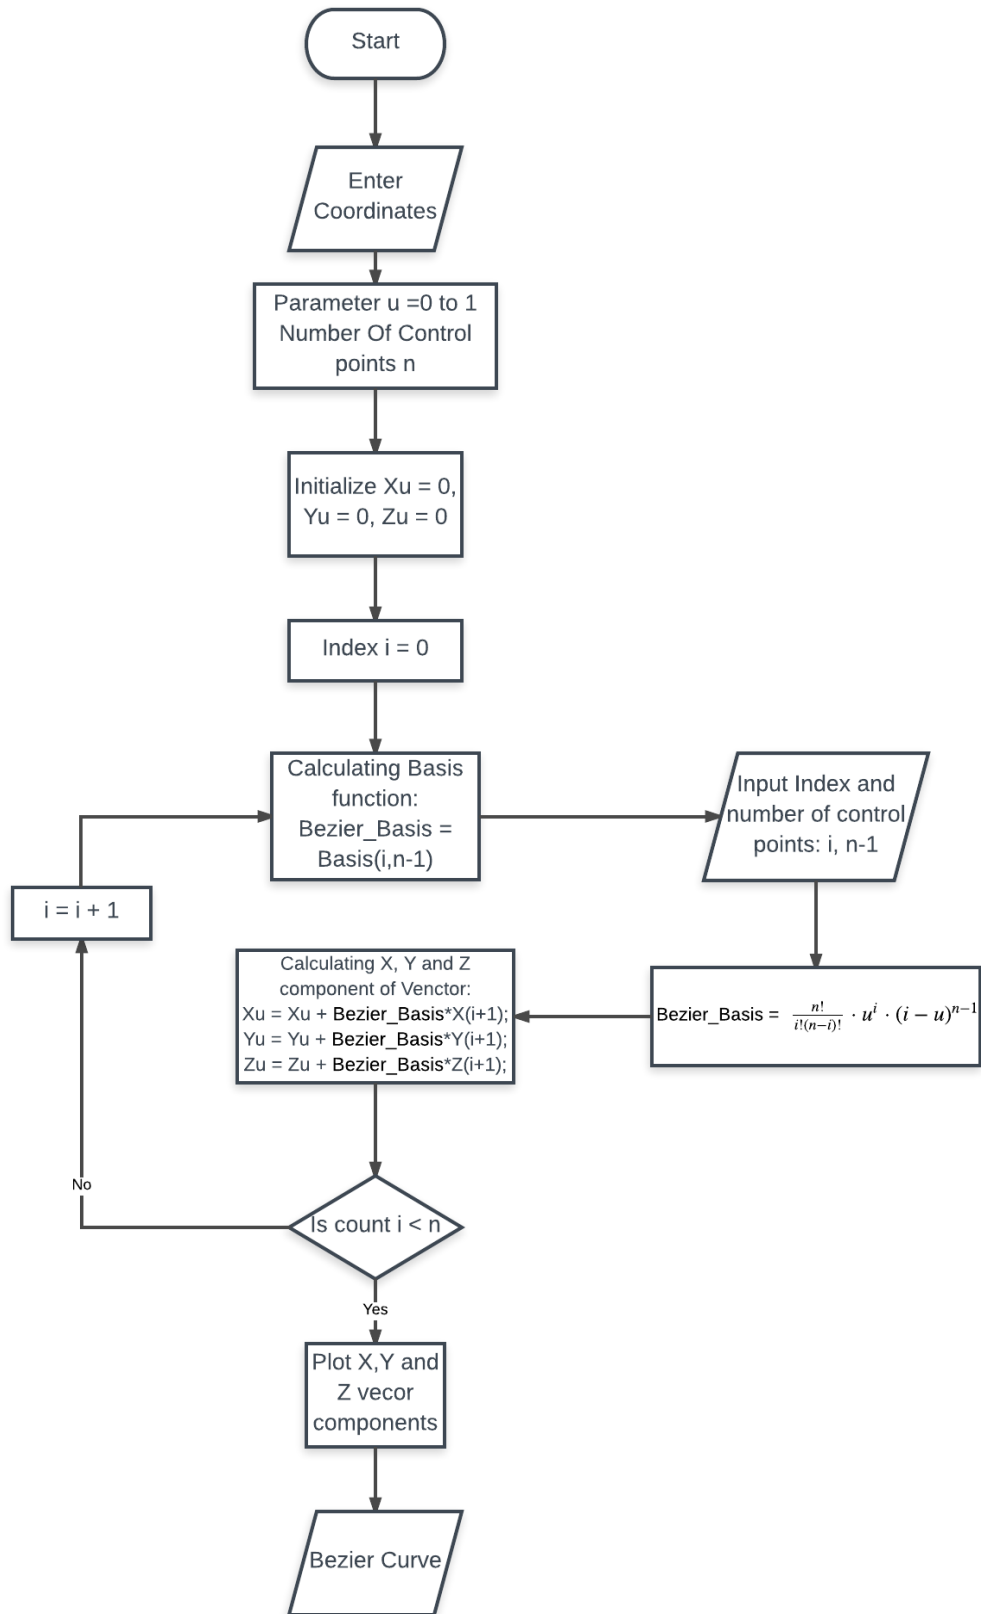 Start
Enter
Coordinates
Parameter u =0 to 1
Number Of Control
points n
Initialize Xu = 0,
Yu = 0, Zu = 0
Index i = 0
Calculating Basis
function:
Bezier_Basis =
Basis(i,n-1)
Input Index and
number of control
points: i, n-1
i = i + 1
Bezier_Basis = n!/i!(n−i)! · u^i · (i − u)^n−1
Calculating X, Y and Z
component of Venctor:
Xu = Xu + Bezier_Basis*X(i+1);
Yu = Yu + Bezier_Basis*Y(i+1);
Zu = Zu + Bezier_Basis*Z(i+1);
No
Is count i < n
Yes
Plot X,Y and
Z vecor
components
Bezier Curve